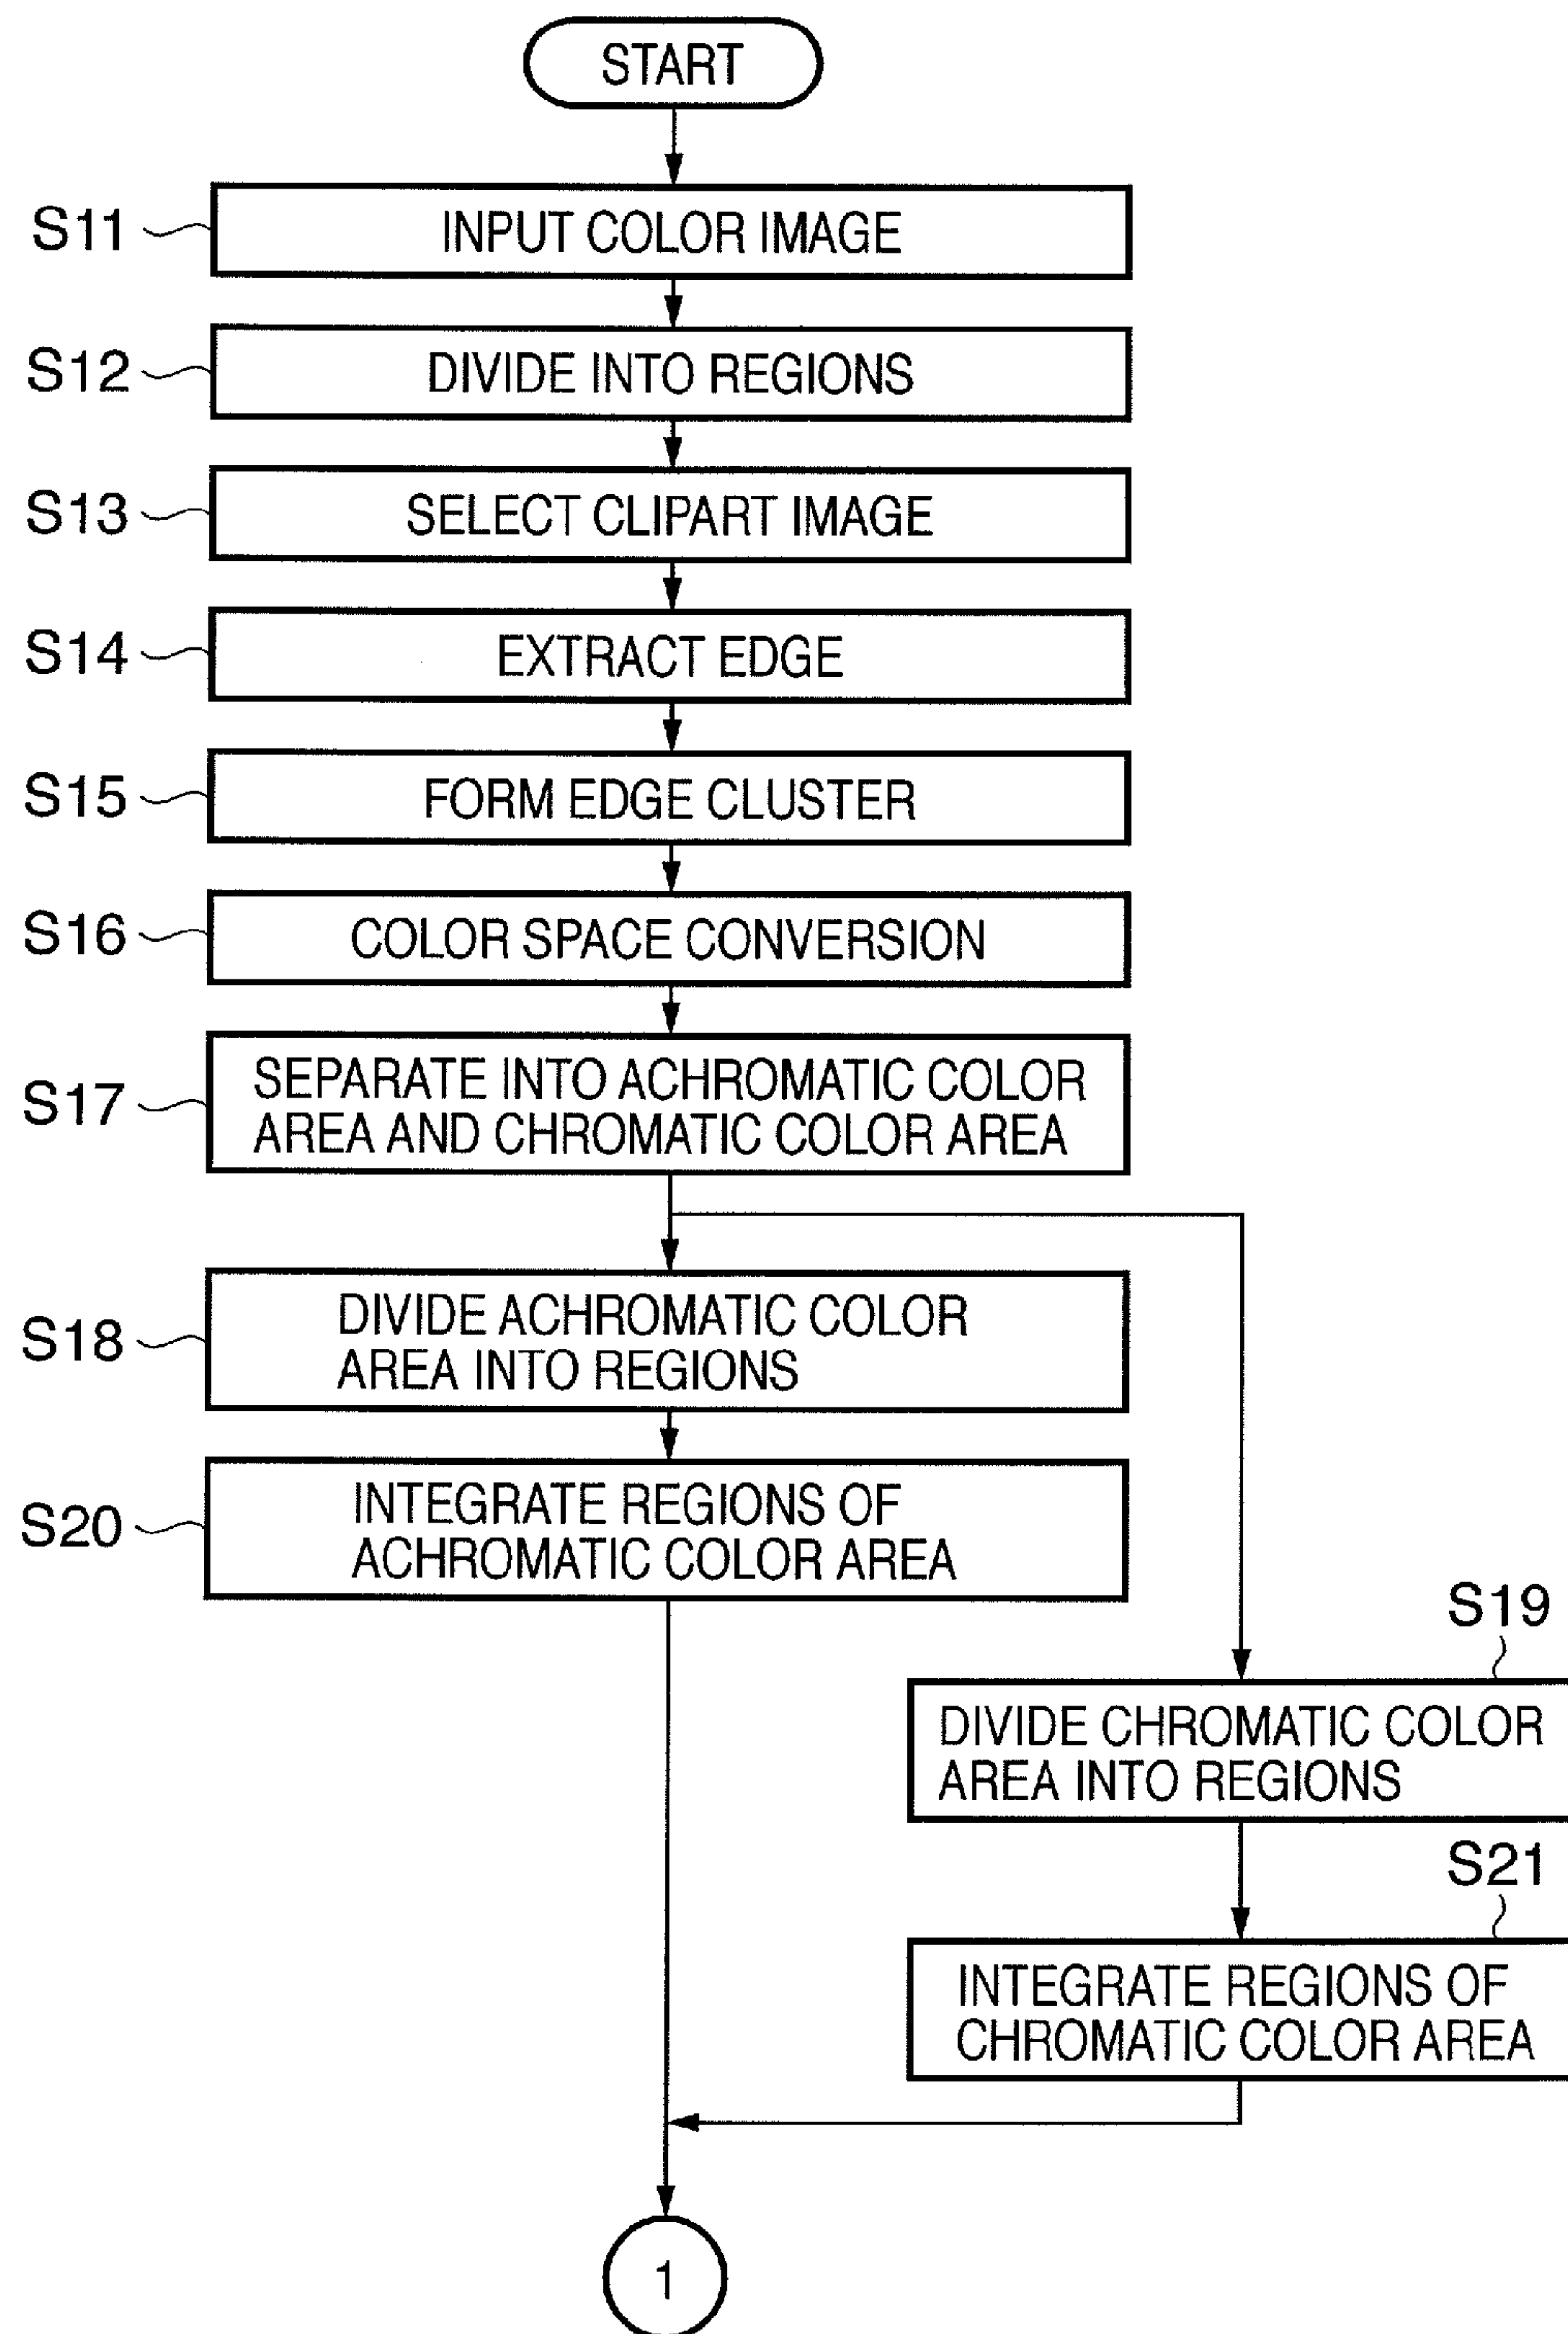 START
S11
INPUT COLOR IMAGE
S12
DIVIDE INTO REGIONS
S13
SELECT CLIPART IMAGE
S14
EXTRACT EDGE
S15
FORM EDGE CLUSTER
S16
COLOR SPACE CONVERSION
S17
SEPARATE INTO ACHROMATIC COLOR
AREA AND CHROMATIC COLOR AREA
S18
DIVIDE ACHROMATIC COLOR
AREA INTO REGIONS
S20
INTEGRATE REGIONS OF
ACHROMATIC COLOR AREA
S19
DIVIDE CHROMATIC COLOR
AREA INTO REGIONS
S21
INTEGRATE REGIONS OF
CHROMATIC COLOR AREA
1